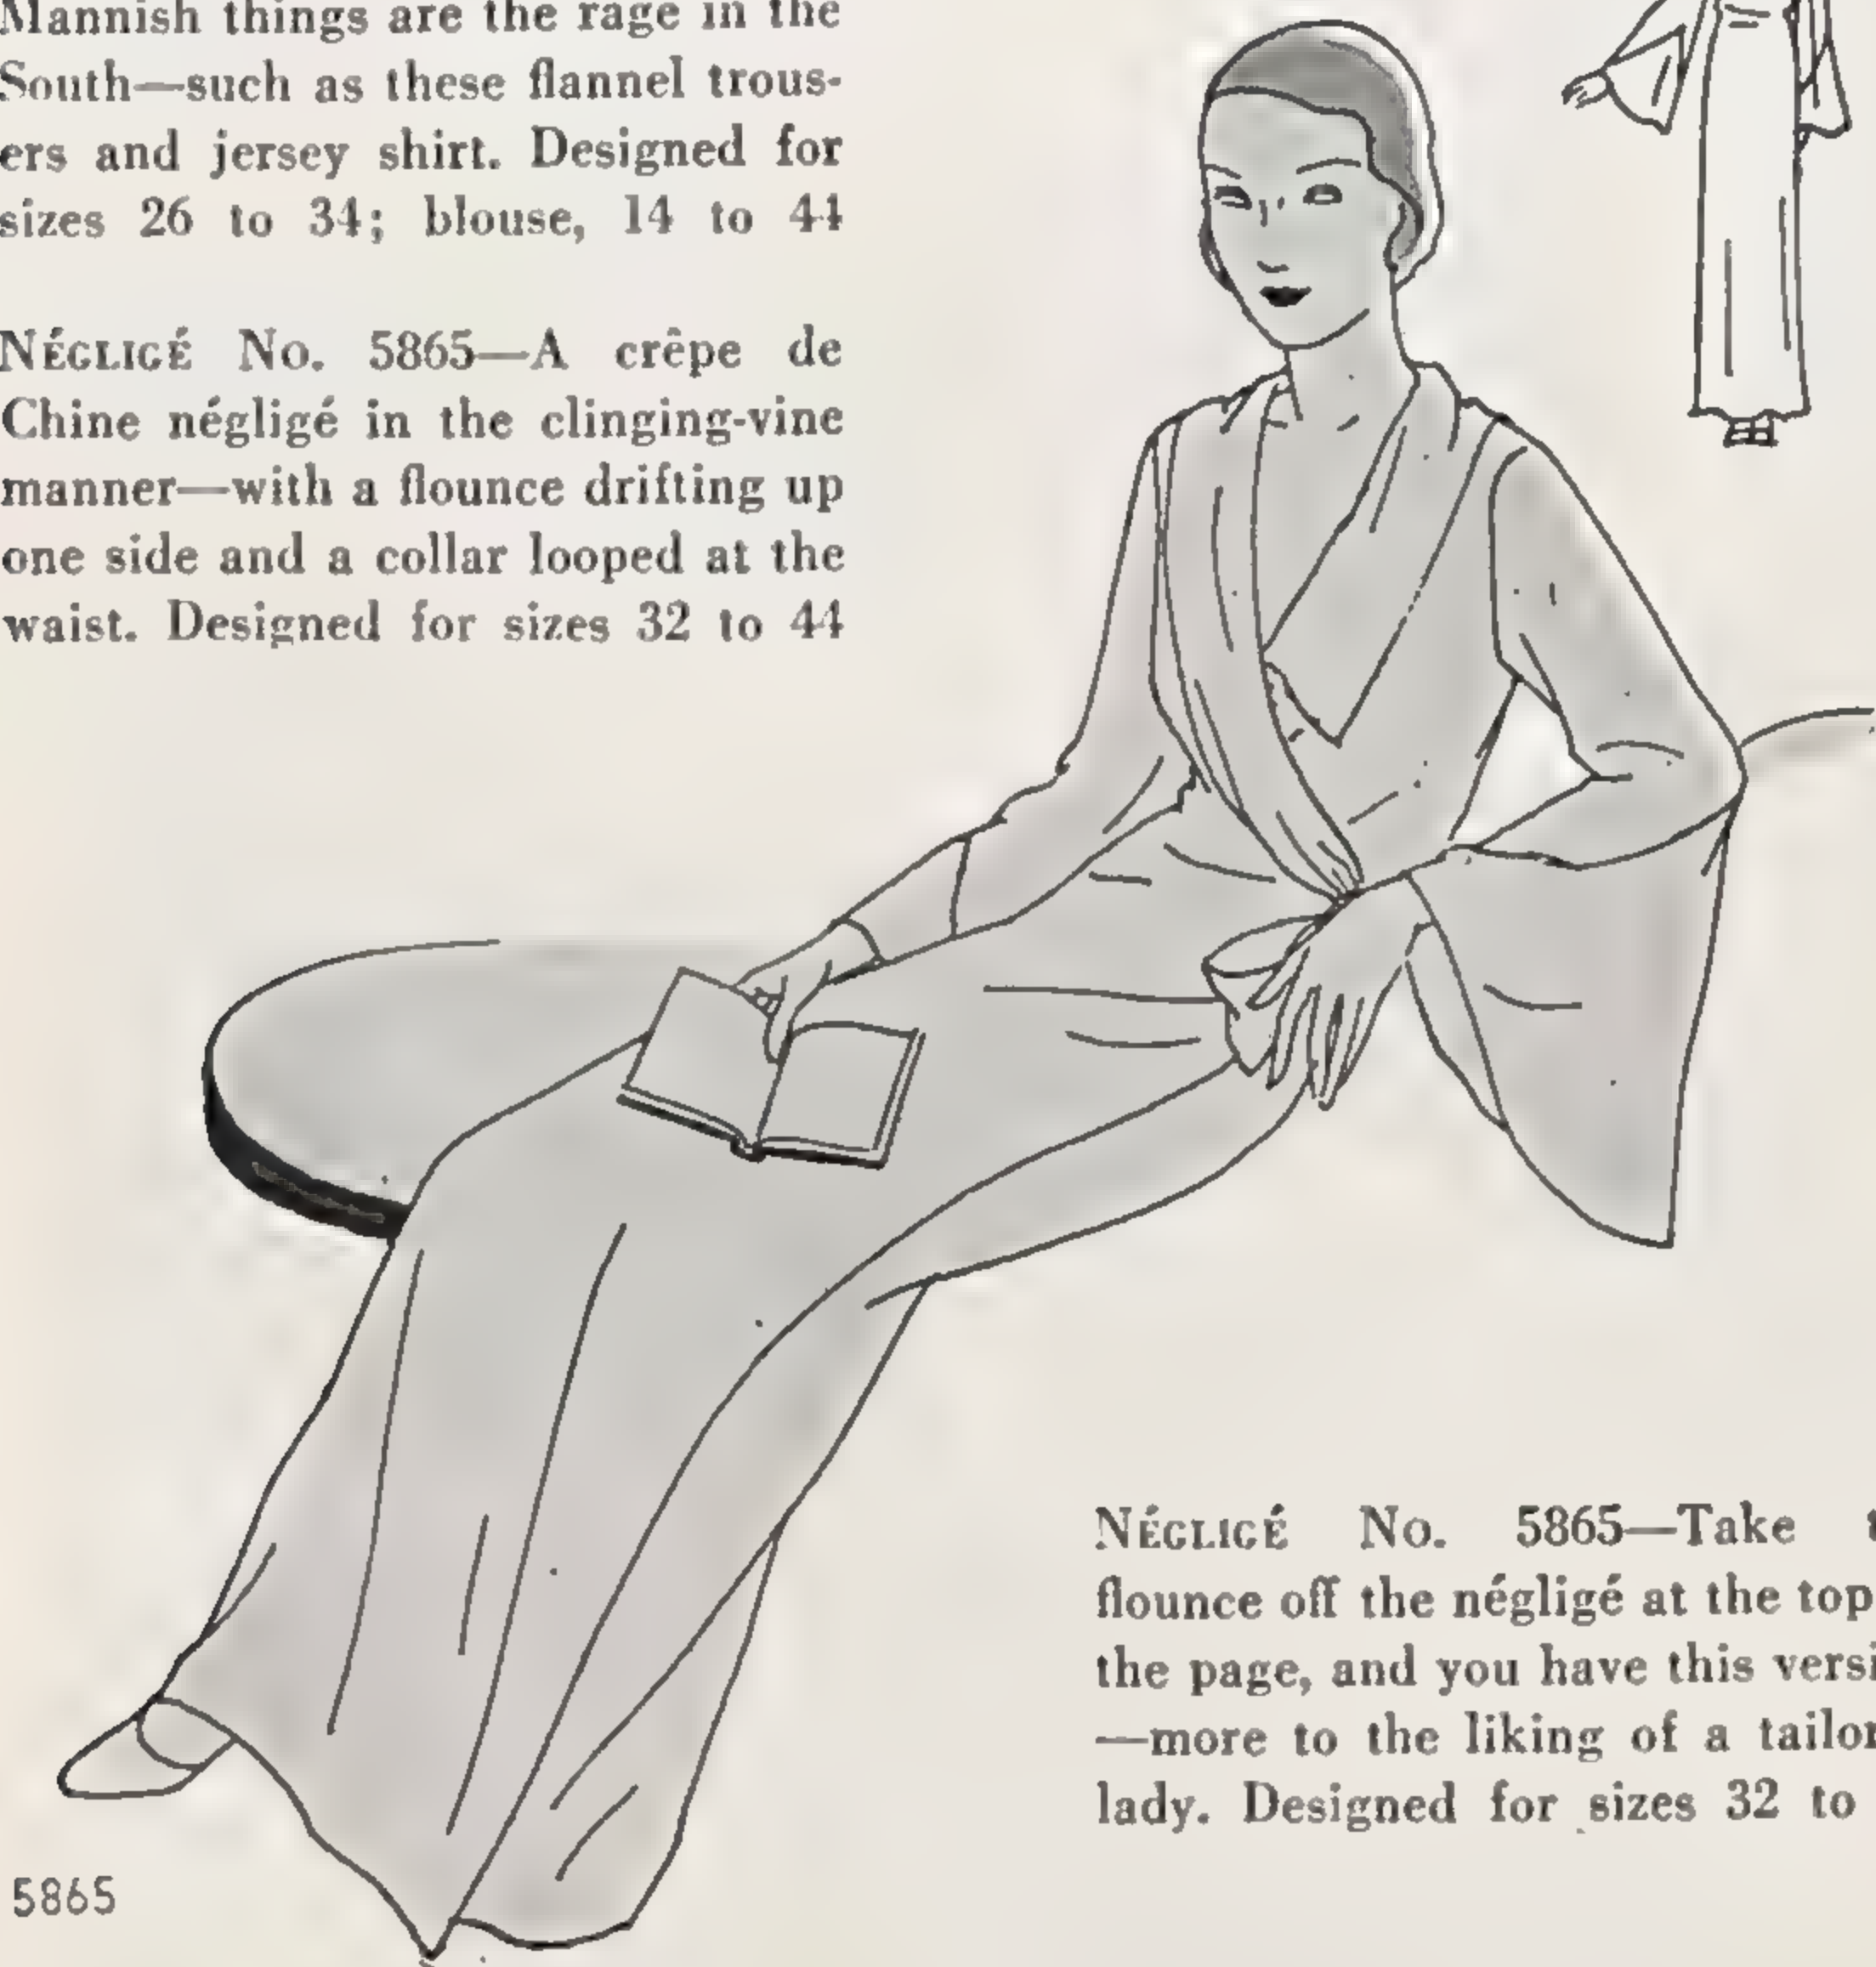 Mannish things are the rage in the
South—such as these flannel trous-
ers and jersey shirt. Designed for
sizes 26 to 34; blouse, 14 to 44
NÉGLIGÉ No. 5865—A crêpe de
Chine négligé in the clinging-vine
manner—with a flounce drifting up
one side and a collar looped at the
waist. Designed for sizes 32 to 44
NÉGLIGÉ No. 5865—Take
flounce off the négligé at the top
the page, and you have this versi
—more to the liking of a tailor
lady. Designed for sizes 32 to
5865